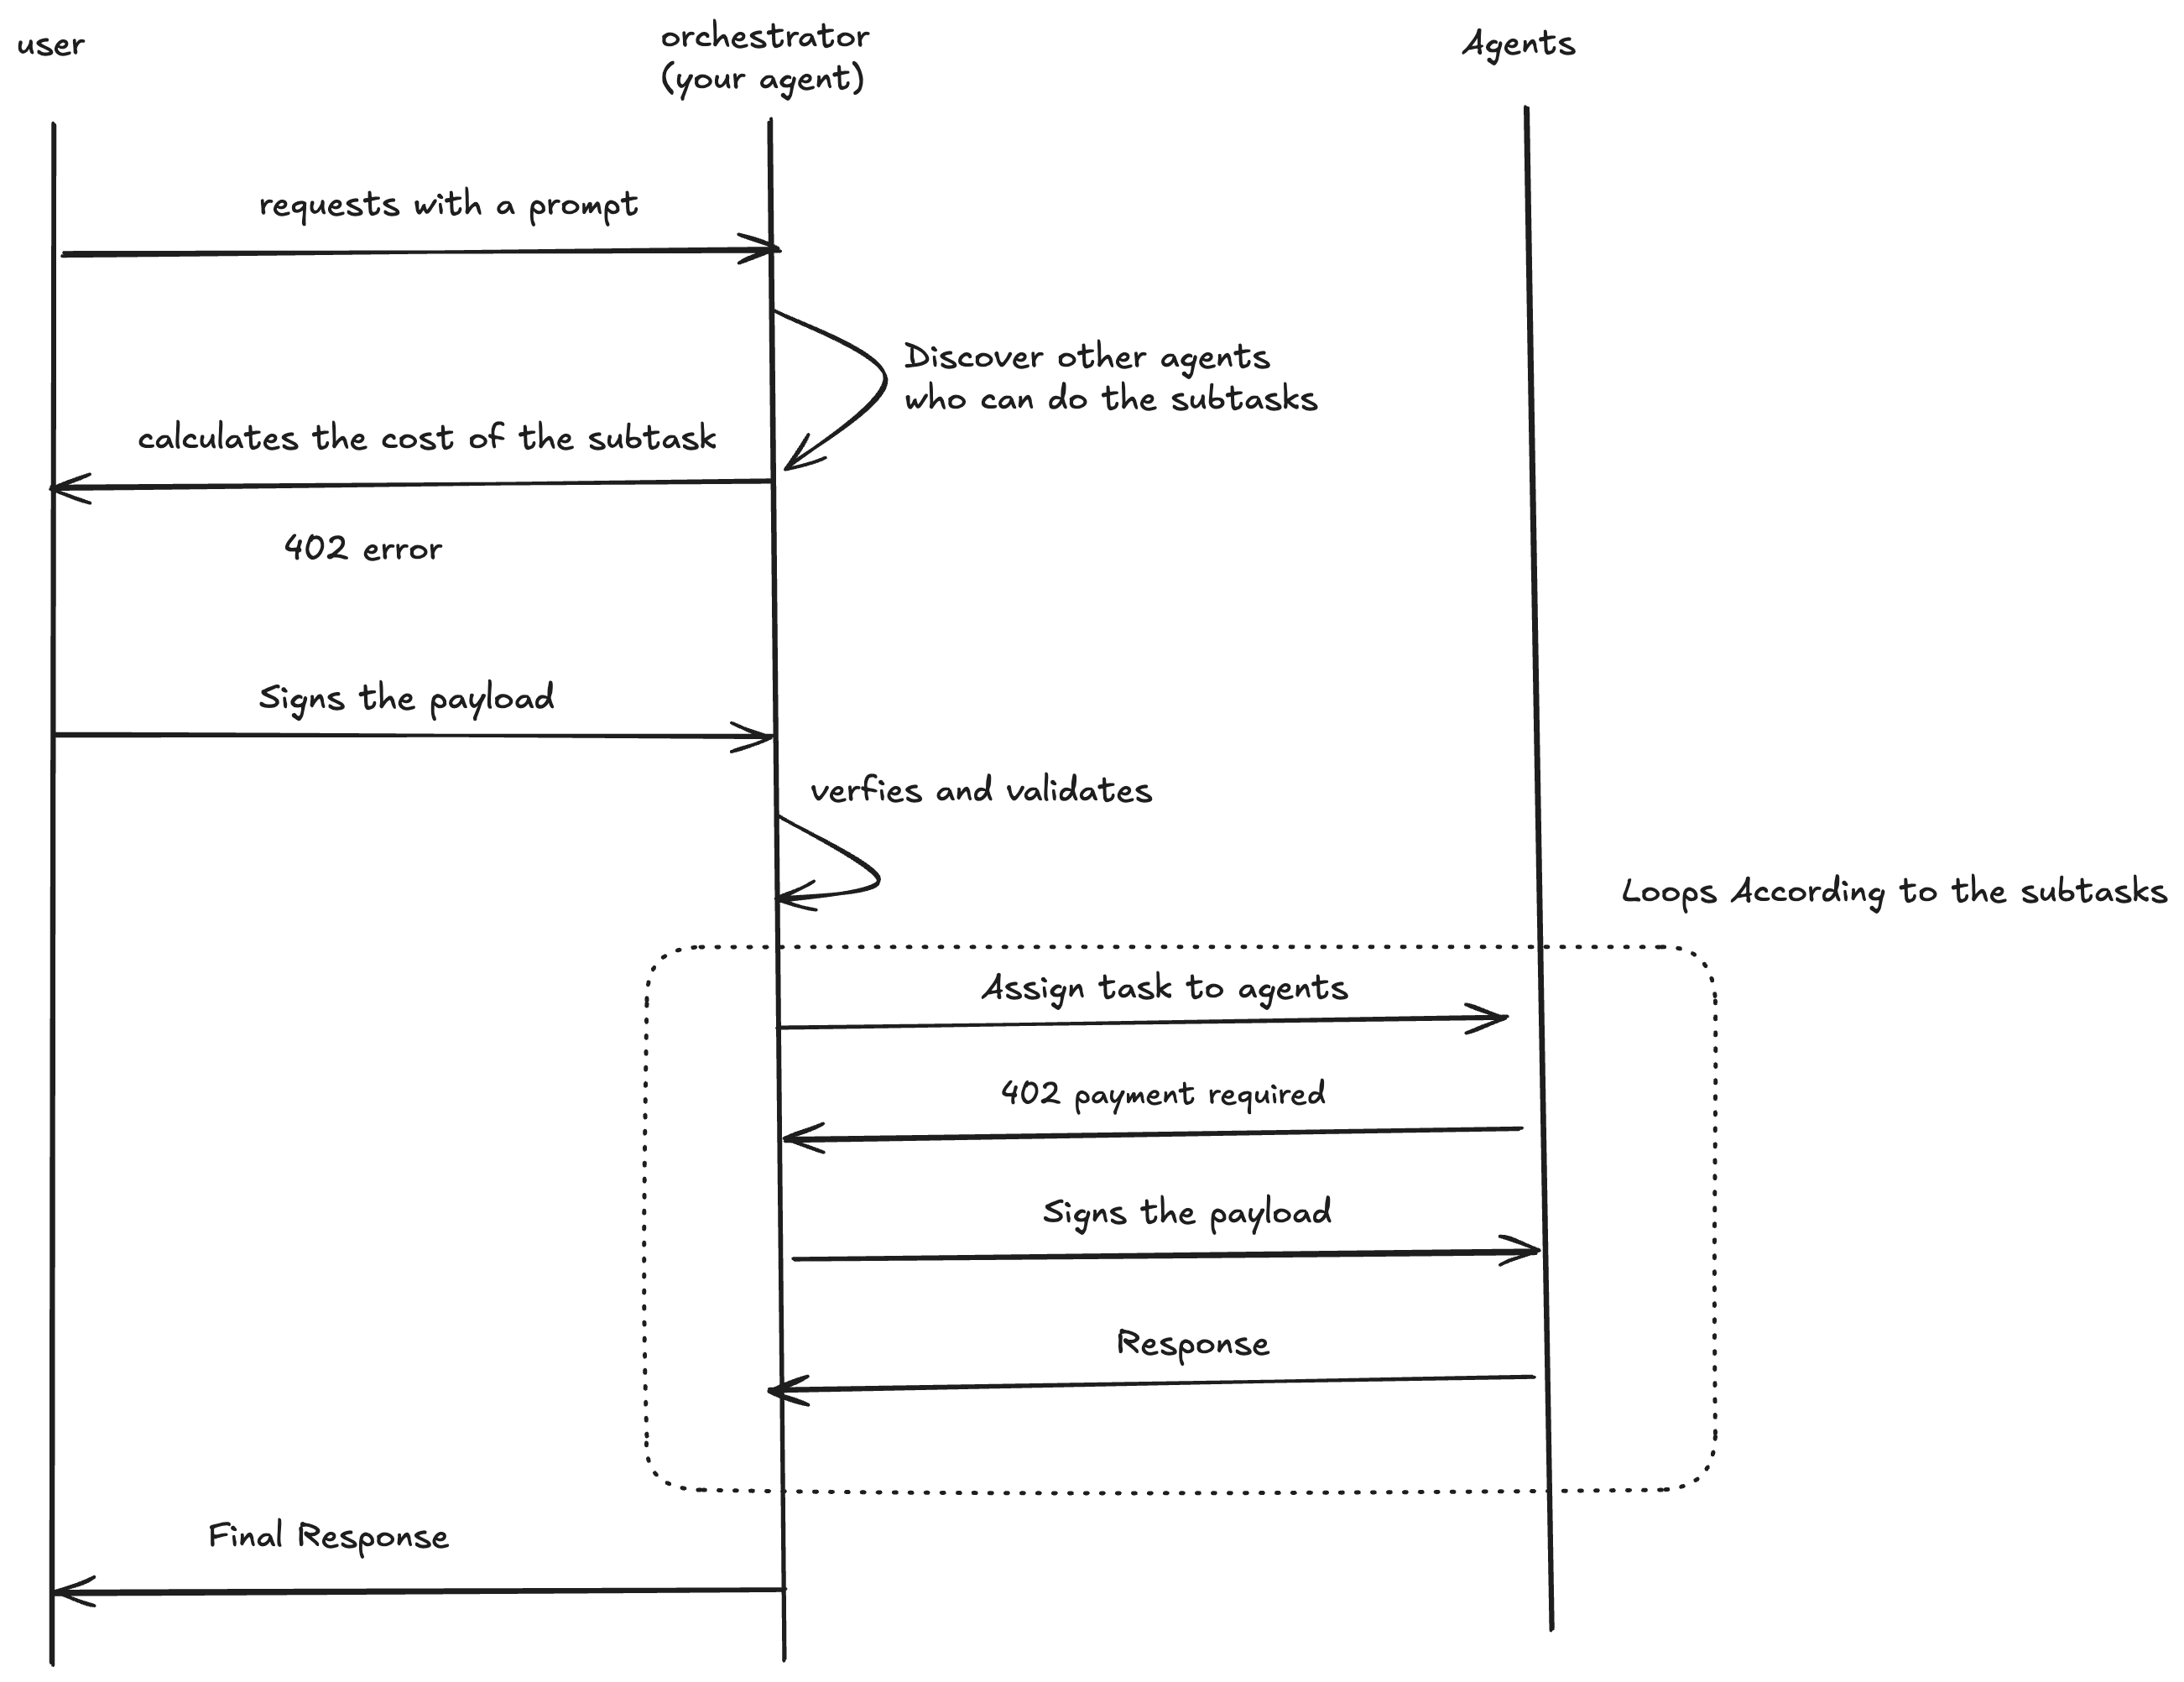 user
orchestrator
(your agent)
Agents
requests with a prompt
Discover other agents
who can do the subtasks
calculates the cost of the subtask
402 error
Signs the payload
verfies and validates
Loops According to the subtasks
Assign task to agents
402 payment required
Signs the payload
Response
Final Response